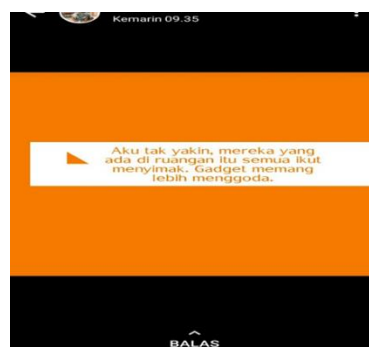 Kemarin 09.35
Aku tak yakin, mereka yang
ada di ruangan itu semua ikut
menyimak. Gadget memang
lebih menggoda.
BALAS